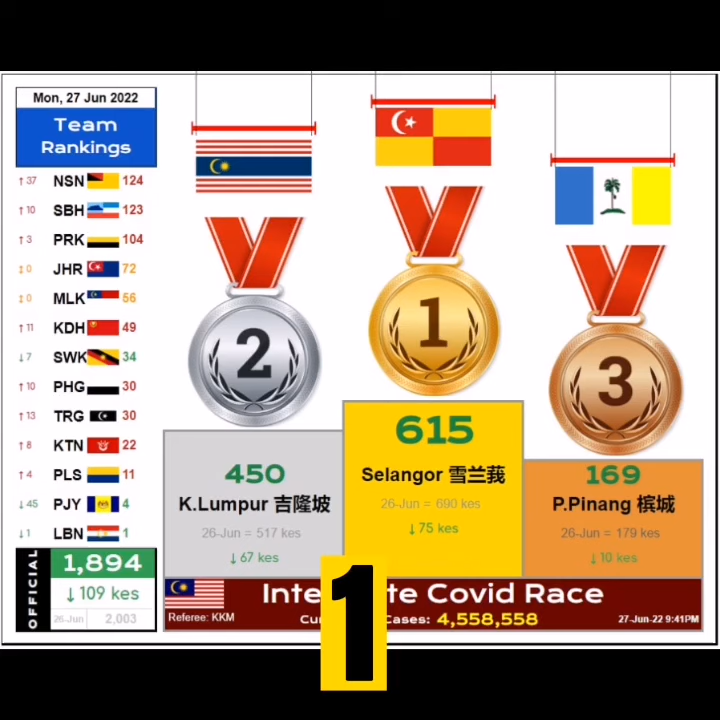 Mon, 27 Jun 2022
Team
Rankings
↑37 NSN 124
↑10 SBH 123
↑3 PRK 104
↕0 JHR 72
↕0 MLK 56
↑11 KDH 49
↓7 SWK 34
↑10 PHG 30
↑13 TRG 30
↑8 KTN 22
↑4 PLS 11
↓45 PJY 4
↓1 LBN 1
OFFICIAL
1,894
↓109 kes
26-Jun 2,003
2
450
K.Lumpur 吉隆坡
26-Jun = 517 kes
↓67 kes
1
615
Selangor 雪兰莪
26-Jun = 690 kes
↓75 kes
3
169
P.Pinang 槟城
26-Jun = 179 kes
↓10 kes
Covid Race
Referee: KKM
4,558,558
27-Jun-22 9:41PM
1